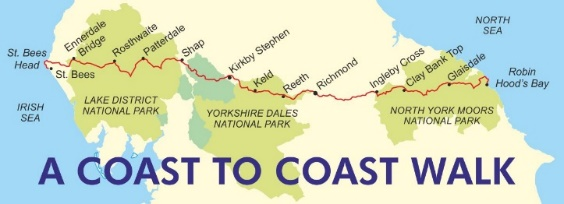 NORTH
SEA
St. Bees
Head
Ennerdale
Bridge
Rosthwaite
Patterdale
Shap
Kirkby Stephen
Keld
Reeth
Richmond
Ingleby Cross
Clay Bank Top
Glaisdale
Robin
Hood's Bay
St. Bees
IRISH
SEA
LAKE DISTRICT
NATIONAL PARK
YORKSHIRE DALES
NATIONAL PARK
NORTH YORK MOORS
NATIONAL PARK
A COAST TO COAST WALK